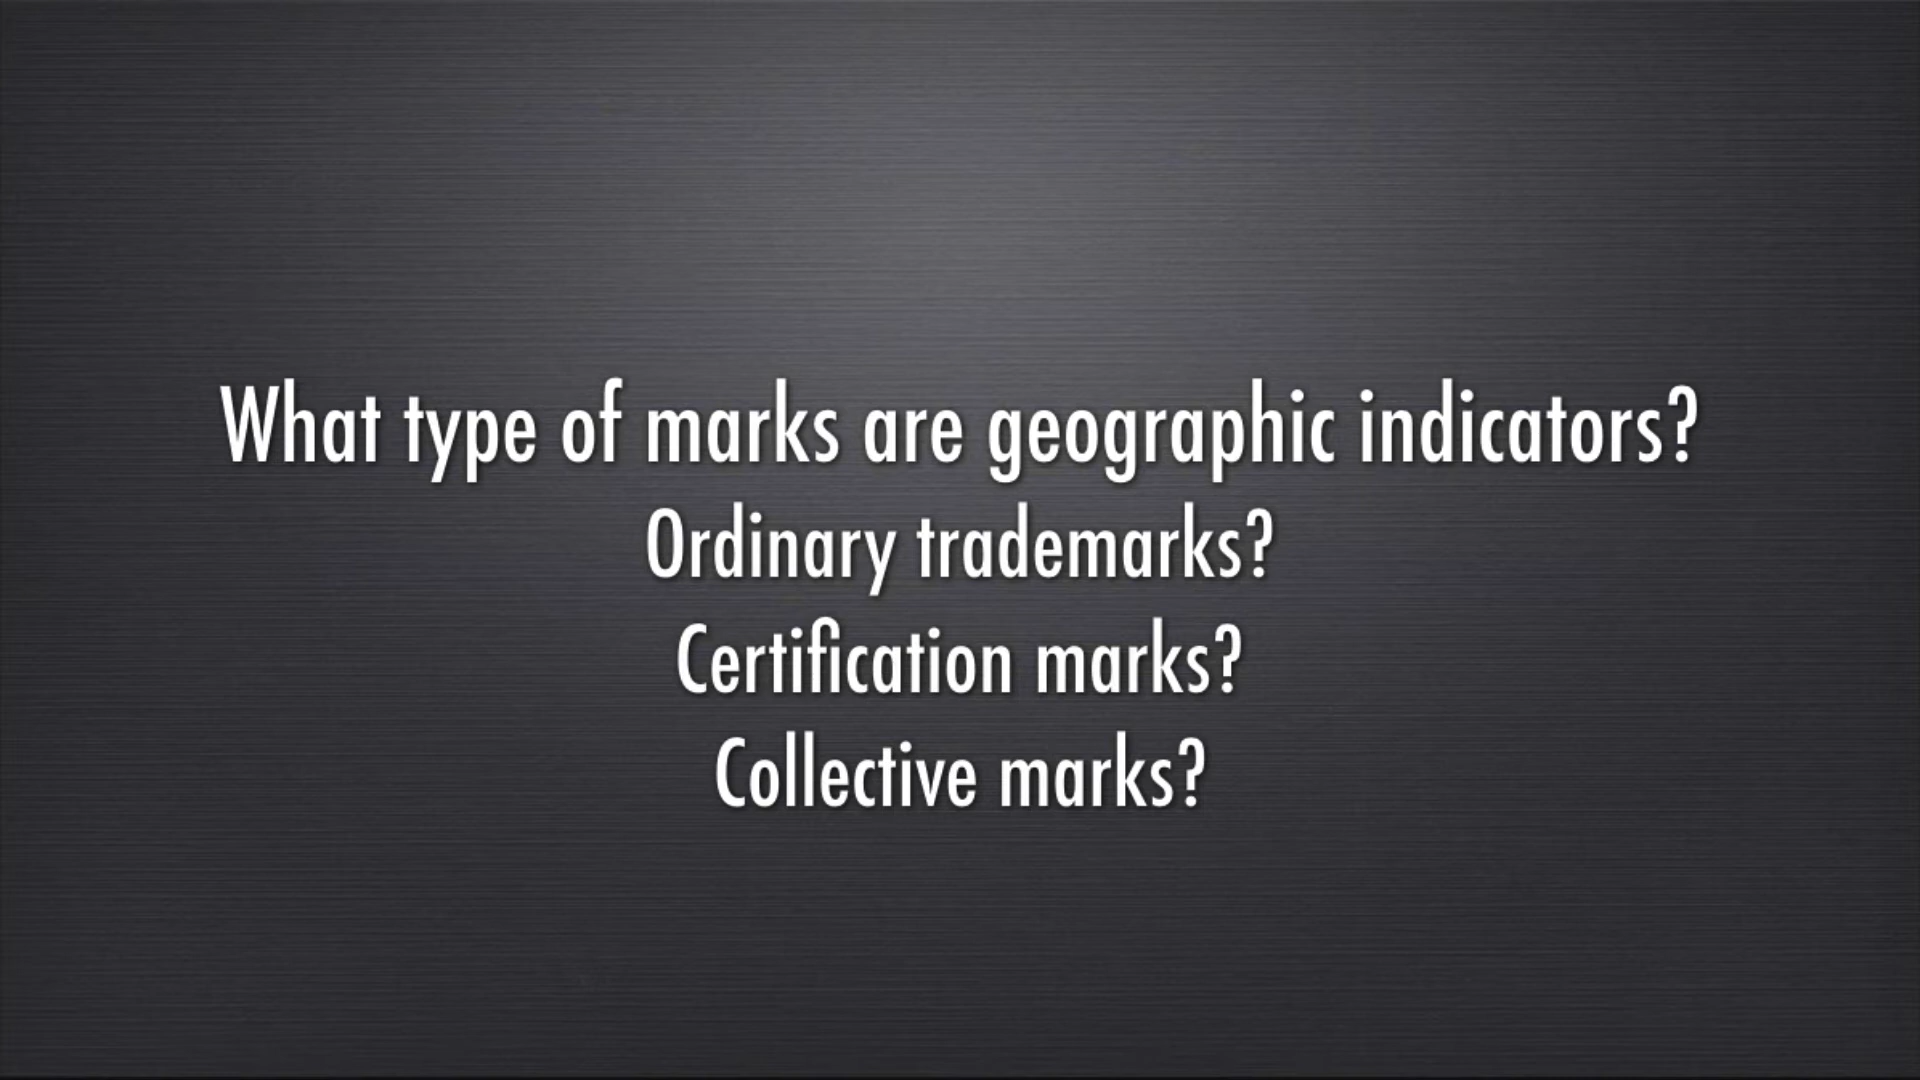 What type of marks are geographic indicators?
Ordinary trademarks?
Certification marks?
Collective marks?